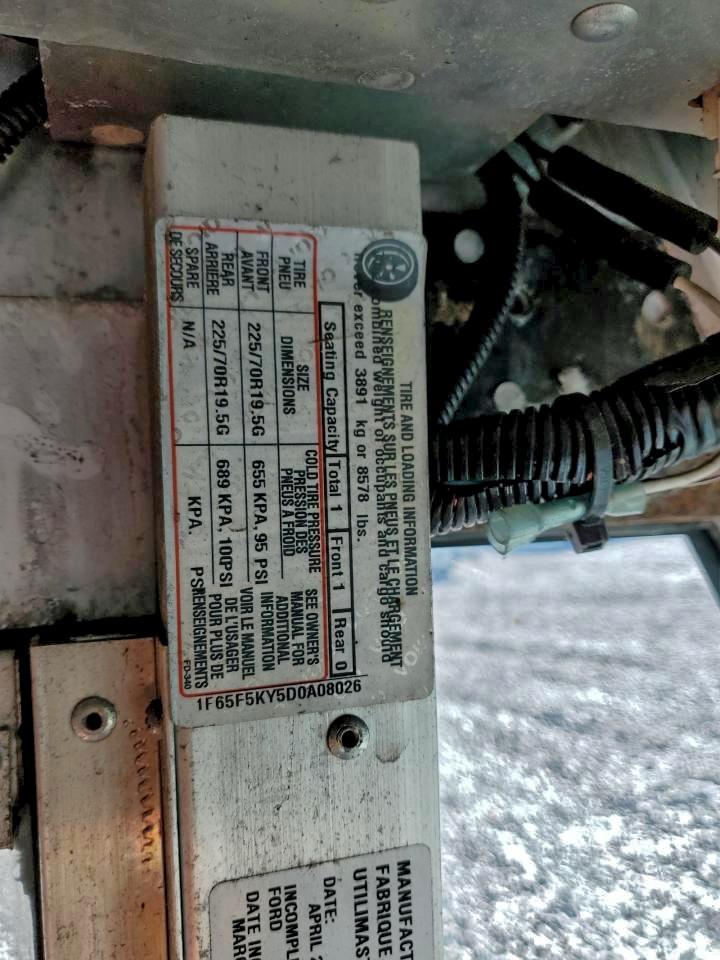 TIRE AND LOADING INFORMATION
RENSEIGNEMENTS SUR LES PNEUS ET LE CHARGEMENT
combined weight of occupants and cargo should
never exceed 3891 kg or 8578 lbs.
Seating Capacity Total 1 Front 1 Rear 0
TIRE PNEU
SIZE DIMENSIONS
COLD TIRE PRESSURE PRESSION DES PNEUS À FROID
FRONT AVANT
225/70R19.5G
655 KPA, 95 PSI
REAR ARRIÈRE
225/70R19.5G
689 KPA, 100PSI
SPARE DE SECOURS
N/A
KPA, PSI
SEE OWNER'S
MANUAL FOR
ADDITIONAL
INFORMATION
VOIR LE MANUEL
DE L'USAGER
POUR PLUS DE
RENSEIGNEMENTS
FD-340
1F65F5KY5D0A08026
MANUFACT
FABRIQUE
UTILIMAS
DATE:
APRIL 2
INCOMPL
FORD
DATE IN
MAR